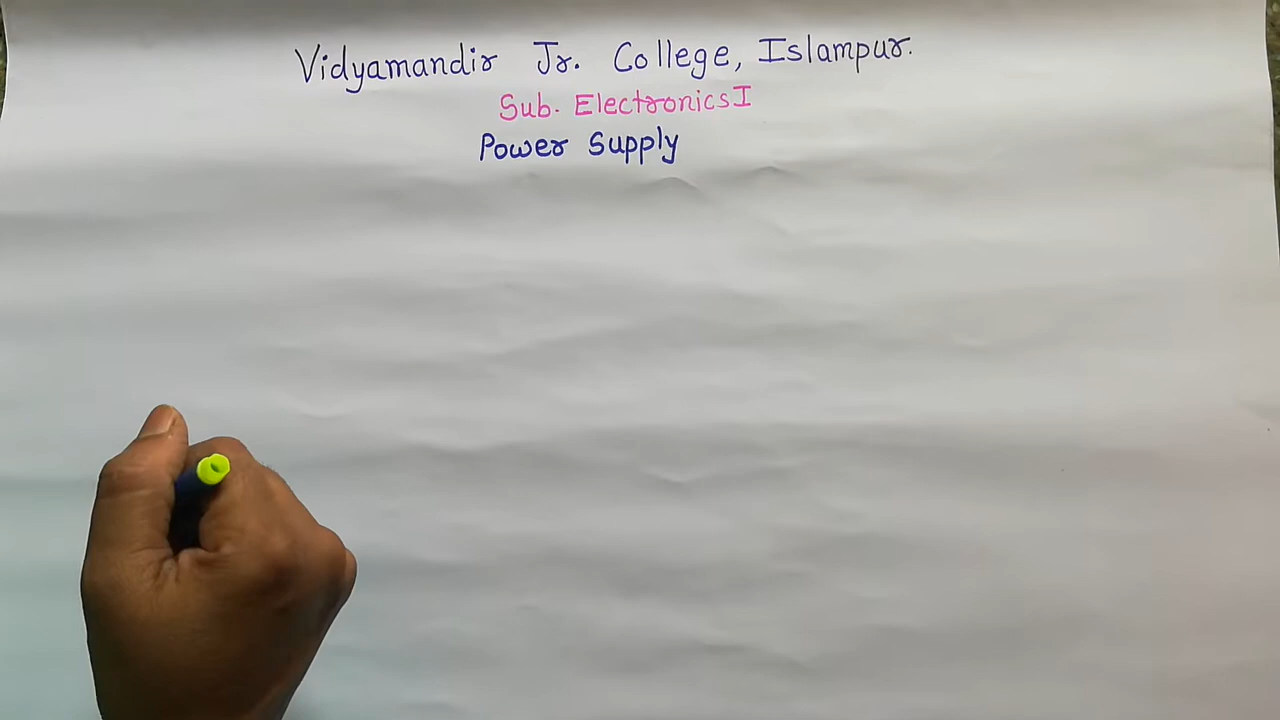 Vidyamandir Jr. College, Islampur.
Sub. Electronics I
Power Supply